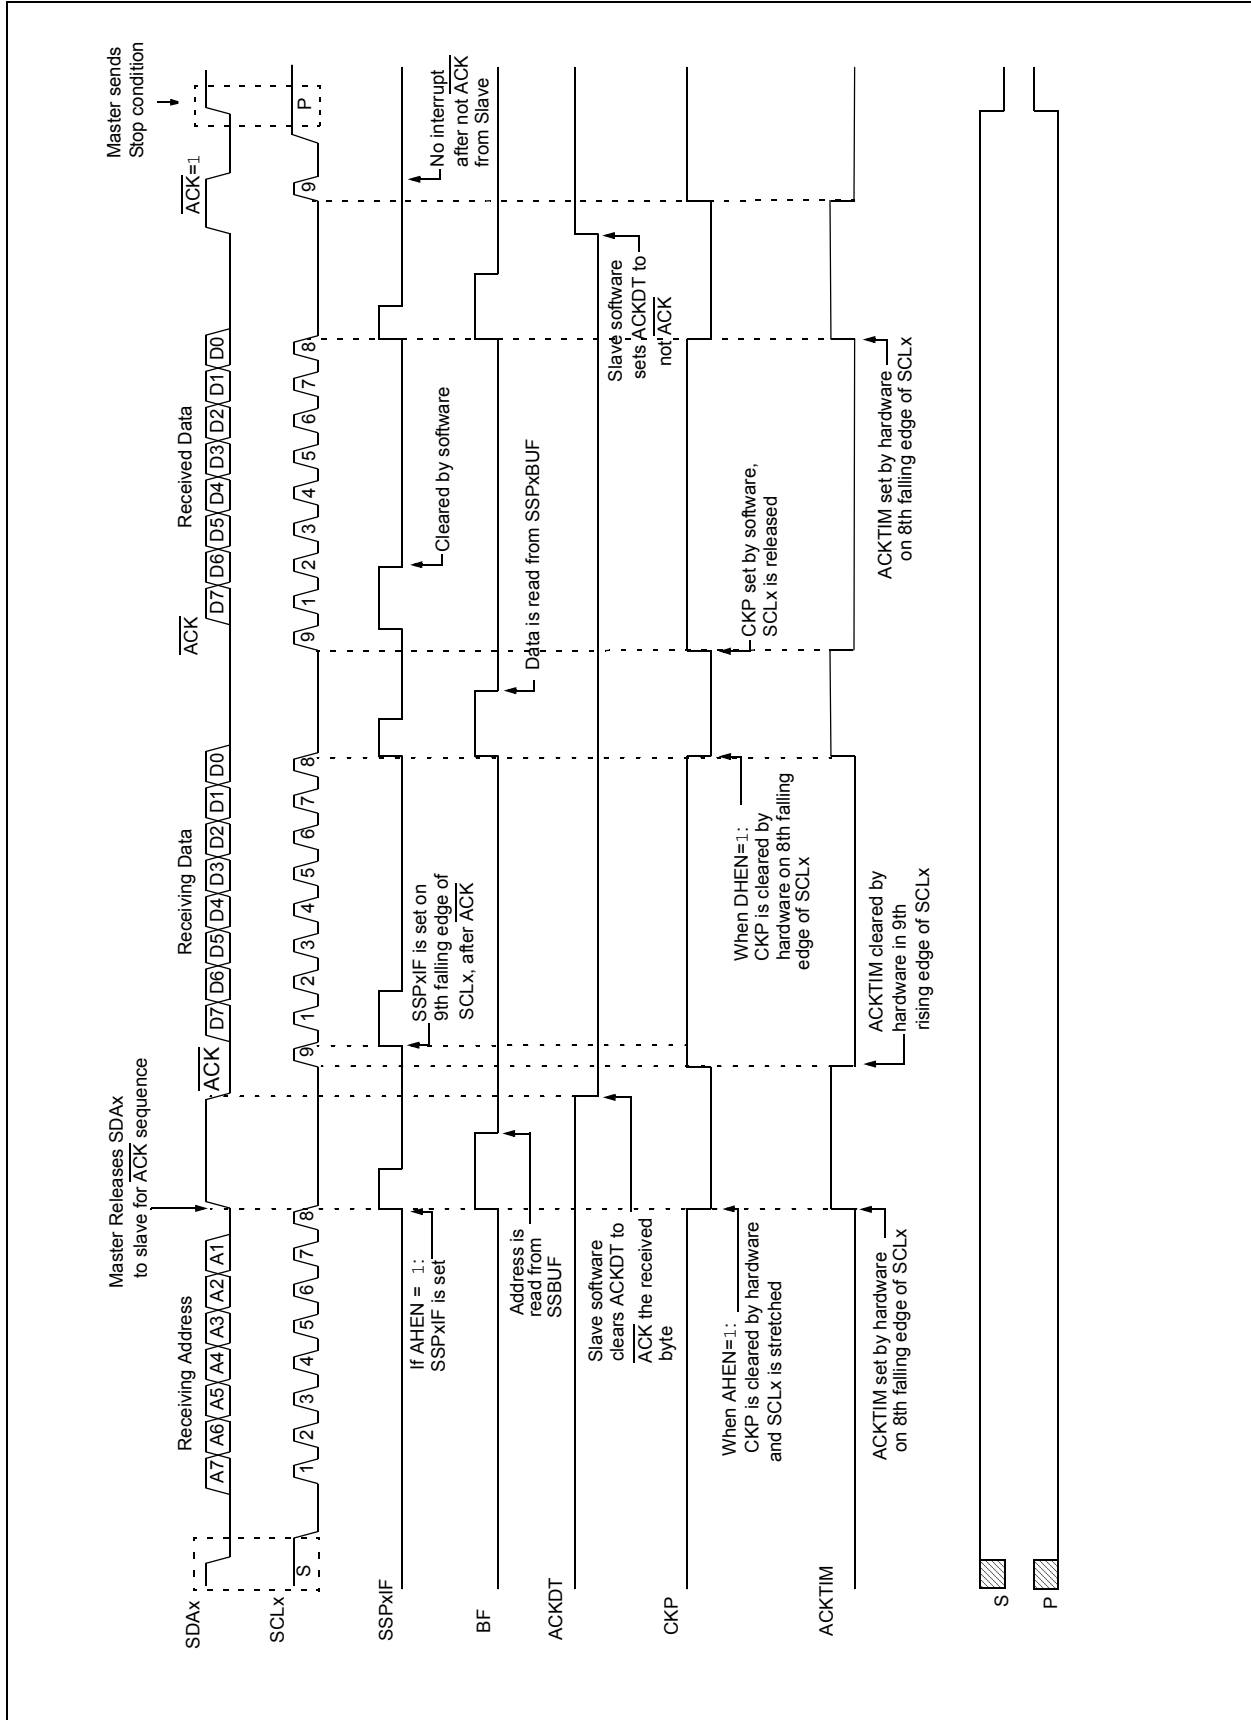 Master Releases SDAx
to slave for ACK sequence
Master sends
Stop condition
Receiving Address
Receiving Data
Received Data
ACK
ACK
ACK=1
SDAx
A7 A6 A5 A4 A3 A2 A1
D7 D6 D5 D4 D3 D2 D1 D0
D7 D6 D5 D4 D3 D2 D1 D0
SCLx
S
1 2 3 4 5 6 7 8 9
1 2 3 4 5 6 7 8 9
1 2 3 4 5 6 7 8 9
P
SSPxIF
If AHEN = 1:
SSPxIF is set
SSPxIF is set on
9th falling edge of
SCLx, after ACK
Cleared by software
No interrupt
after not ACK
from Slave
BF
Address is
read from
SSBUF
Data is read from SSPxBUF
ACKDT
Slave software
clears ACKDT to
ACK the received
byte
Slave software
sets ACKDT to
not ACK
CKP
When AHEN=1:
CKP is cleared by hardware
and SCLx is stretched
When DHEN=1:
CKP is cleared by
hardware on 8th falling
edge of SCLx
CKP set by software,
SCLx is released
ACKTIM
ACKTIM set by hardware
on 8th falling edge of SCLx
ACKTIM cleared by
hardware in 9th
rising edge of SCLx
ACKTIM set by hardware
on 8th falling edge of SCLx
S
P